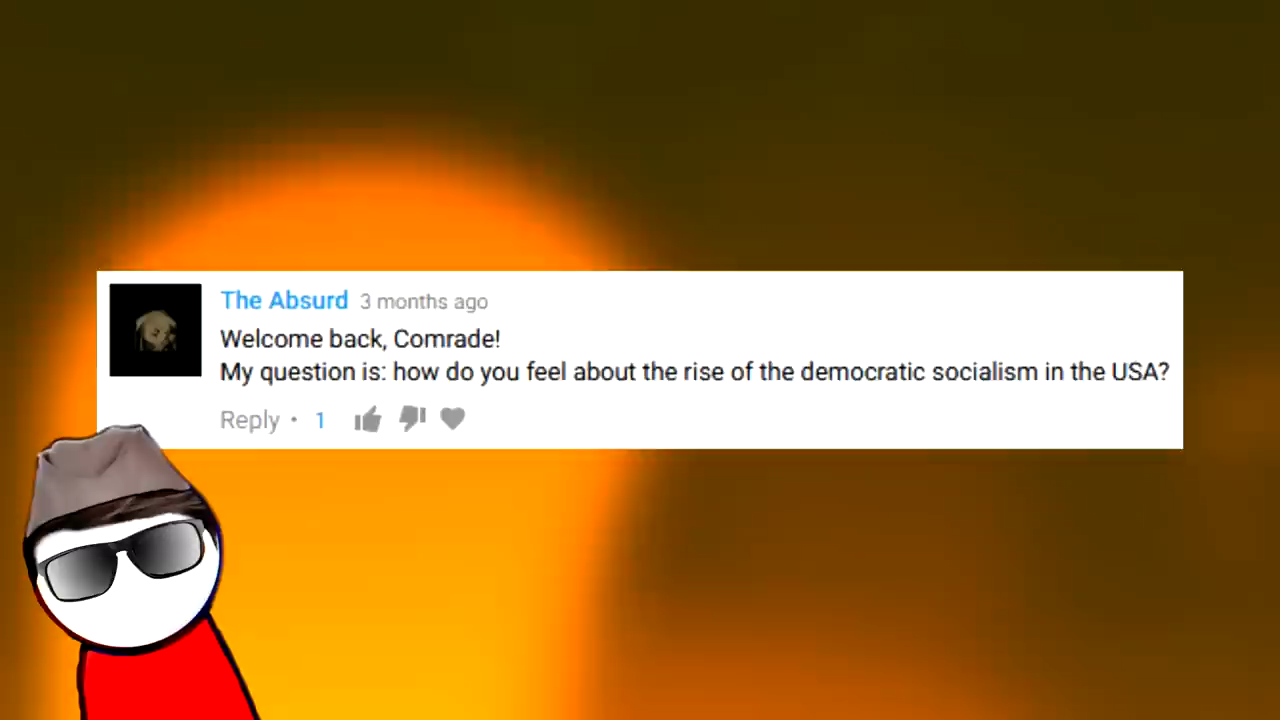 The Absurd 3 months ago
Welcome back, Comrade!
My question is: how do you feel about the rise of the democratic socialism in the USA?
Reply • 1